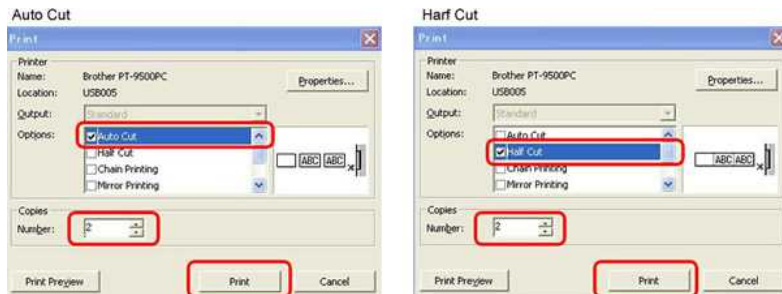 Auto Cut
Print
Printer
Name: Brother PT-9500PC
Properties...
Location: USB005
Output: Standard
Options: Auto Cut
Half Cut
Chain Printing
Mirror Printing
ABC ABC
Copies
Number: 2
Print Preview Print Cancel
Harf Cut
Print
Printer
Name: Brother PT-9500PC
Properties...
Location: USB005
Output: Standard
Options: Auto Cut
Half Cut
Chain Printing
Mirror Printing
ABC ABC
Copies
Number: 2
Print Preview Print Cancel